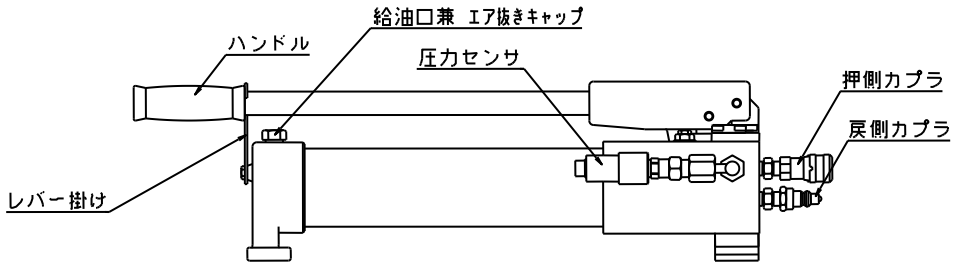 給油口兼 エア抜きキャップ
ハンドル
圧力センサ
押側カプラ
戻側カプラ
レバー掛け